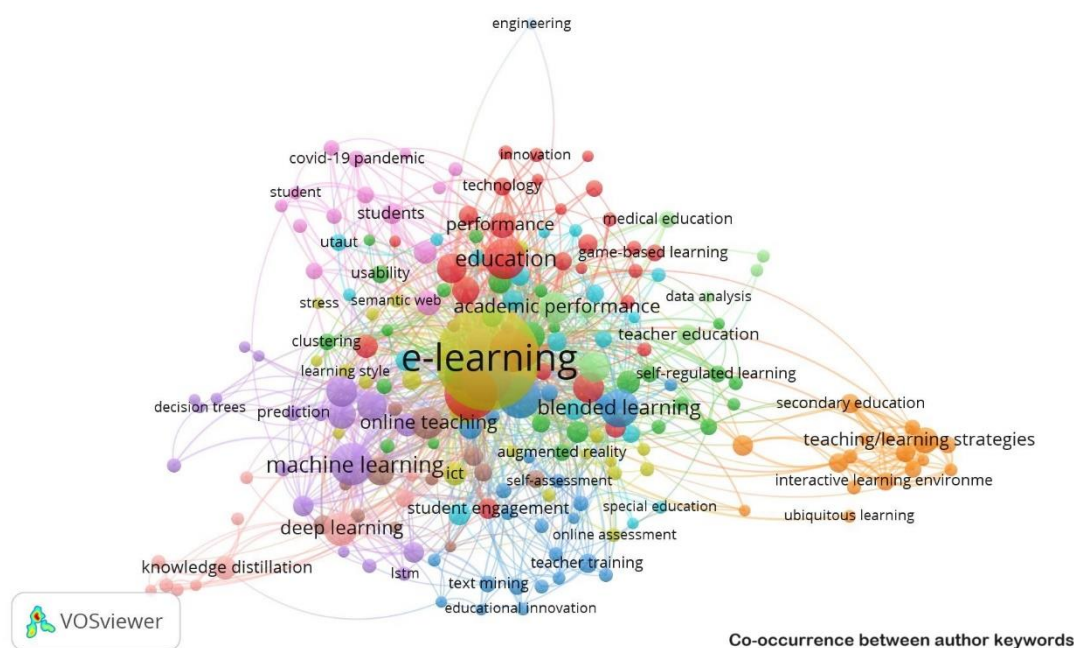 engineering
covid-19 pandemic
innovation
student
technology
students
performance
medical education
utaut
education
game-based learning
usability
stress
semantic web
academic performance
data analysis
clustering
teacher education
e-learning
learning style
self-regulated learning
decision trees
prediction
online teaching
blended learning
secondary education
machine learning
ict
augmented reality
teaching/learning strategies
self-assessment
interactive learning environme
deep learning
student engagement
special education
ubiquitous learning
online assessment
knowledge distillation
lstm
text mining
teacher training
educational innovation
VOSviewer
Co-occurrence between author keywords